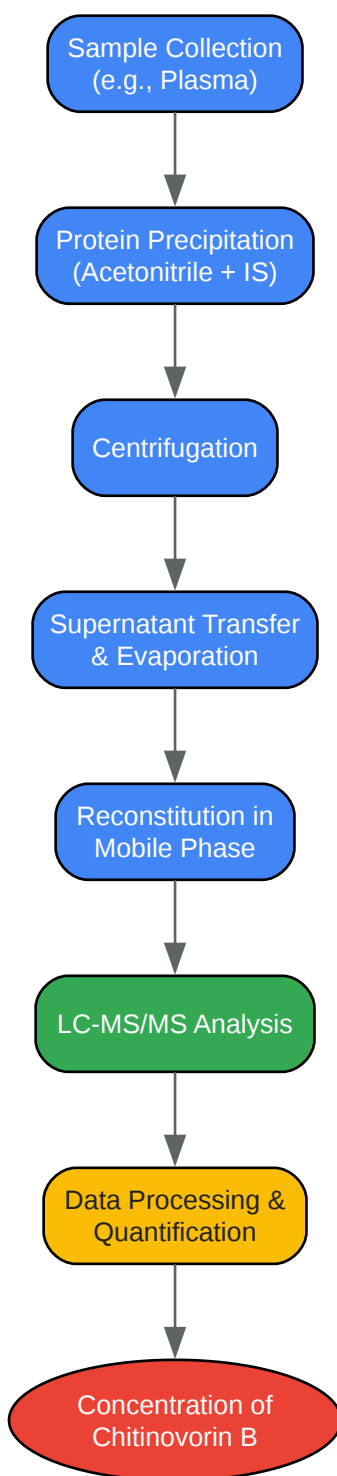 Sample Collection
(e.g., Plasma)
Protein Precipitation
(Acetonitrile + IS)
Centrifugation
Supernatant Transfer
& Evaporation
Reconstitution in
Mobile Phase
LC-MS/MS Analysis
Data Processing &
Quantification
Concentration of
Chitinovorin B